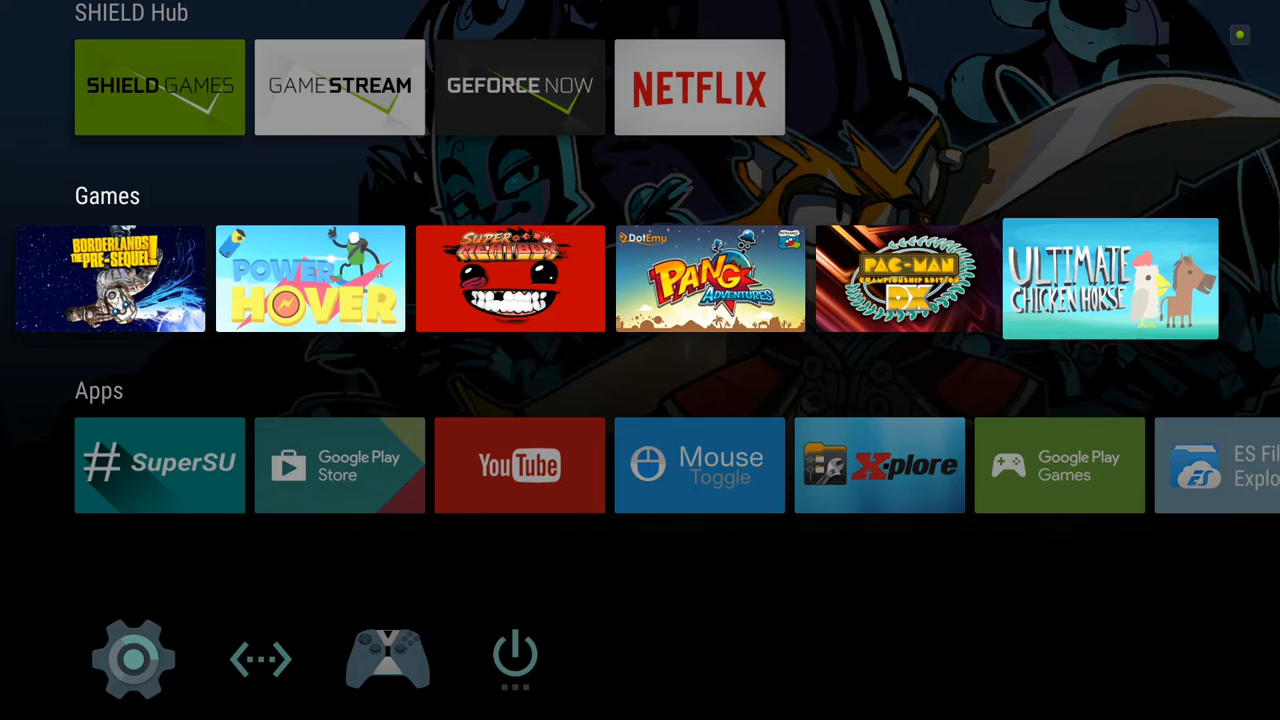 SHIELD Hub
SHIELD GAMES
GAMESTREAM
GEFORCE NOW
NETFLIX
Games
BORDERLANDS
THE PRE-SEQUEL!
POWER
HOVER
SUPER
MEATBOY
DotEmu
PANG
ADVENTURES
PAC-MAN
CHAMPIONSHIP EDITION
DX
ULTIMATE
CHICKEN HORSE
Apps
# SuperSU
Google Play
Store
YouTube
Mouse
Toggle
X-plore
Google Play
Games
ES
ES Fil
Explo